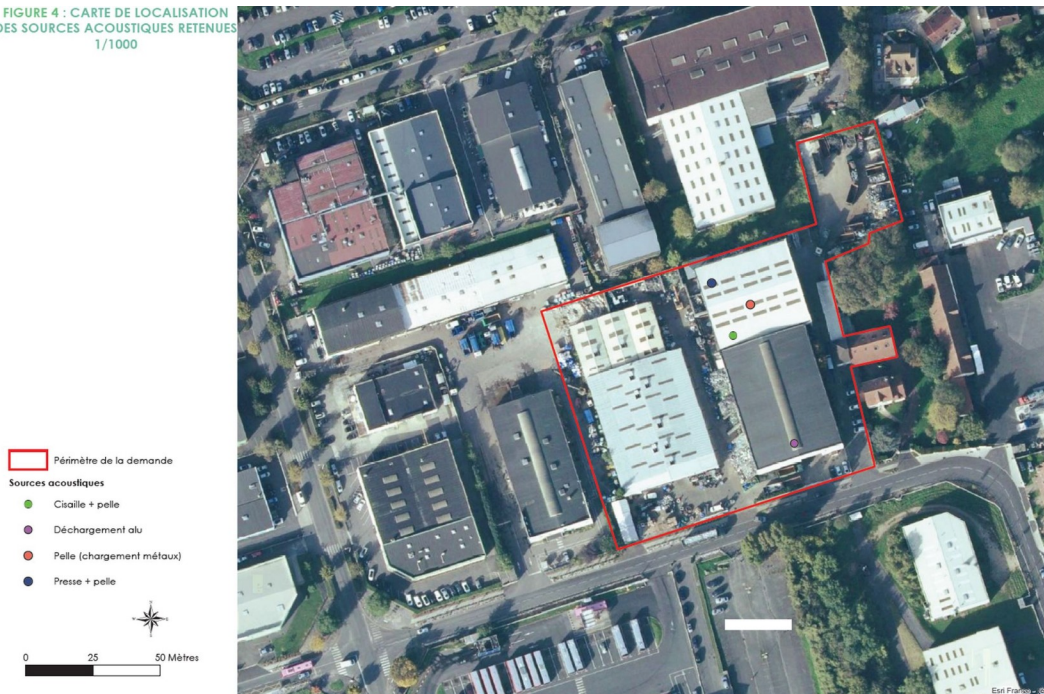 FIGURE 4 : CARTE DE LOCALISATION
DES SOURCES ACOUSTIQUES RETENUES
1/1000
Périmètre de la demande
Sources acoustiques
Cisaille + pelle
Déchargement alu
Pelle (chargement métaux)
Presse + pelle
0 25 50 Mètres
Esri France